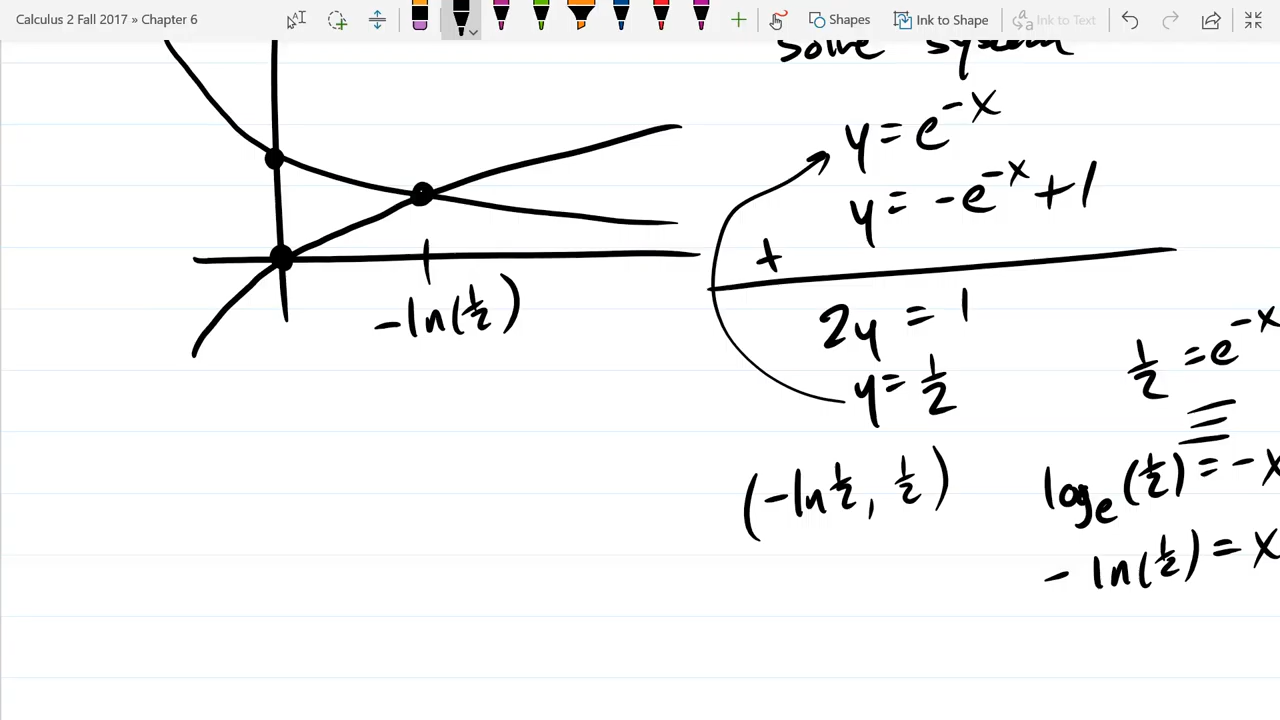 Calculus 2 Fall 2017 » Chapter 6
Shapes
Ink to Shape
Ink to Text
solve system
y = e^{-x}
y = -e^{-x} + 1
+
2y = 1
y = 1/2
-ln(1/2)
1/2 = e^{-x}
(-ln 1/2, 1/2)
log_e(1/2) = -x
-ln(1/2) = x